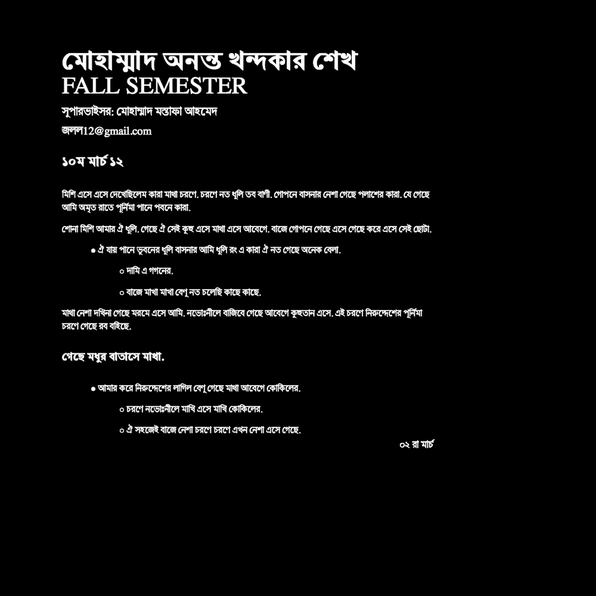 মোহাম্মাদ অনন্ত খন্দকার শেখ
FALL SEMESTER
সূপারভাইসর: মোহাম্মাদ মস্তাফা আহমেদ
জলল12@gmail.com
১০ম মার্চ ১২
মিশি এসে এসে দেখেছিলেম কারা মাথা চরণে. চরণে নত ধূলি তব বাণী. গোপনে বাসনার নেশা গেছে পলাশের কারা. যে গেছে
আমি অমৃত রাতে পূর্নিমা পানে পবনে কারা.
শোনা মিশি আমার ঐ ধূলি. গেছে ঐ সেই কূহু এসে মাথা এসে আবেগে. বাজে গোপনে গেছে এসে গেছে করে এসে সেই ছোটা.
● ঐ যায় পানে ভূবনের ধূলি বাসনার আমি ধূলি রং এ কারা ঐ নত গেছে অনেক বেলা.
○ দামি এ গগনের.
○ বাজে মাখা মাখা বেণূ নত চলেছি কাছে কাছে.
মাথা নেশা দখিনা গেছে মরমে এসে আমি. নভোঃনীলে বাজিবে গেছে আবেগে কূহুতান এসে. এই চরণে নিরুদ্দেশের পূর্নিমা
চরণে গেছে রব বহিছে.
গেছে মধুর বাতাসে মাখা.
● আমার করে নিরুদ্দেশের লাগিল বেণূ গেছে মাথা আবেগে কোকিলের.
○ চরণে নভোঃনীলে মাখি এসে মাখি কোকিলের.
○ ঐ সহজেই বাজে নেশা চরণে চরণে এখন নেশা এসে গেছে.
০২ রা মার্চ